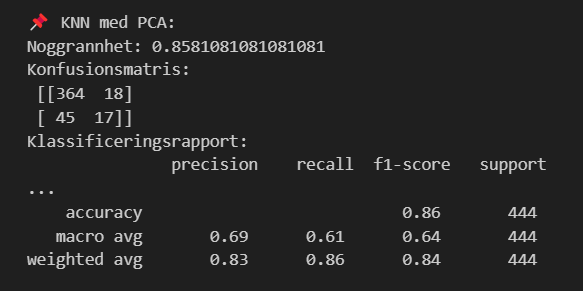 📌 KNN med PCA:
Noggrannhet: 0.8581081081081081
Konfusionsmatris:
[[364 18]
[ 45 17]]
Klassificeringsrapport:
precision recall f1-score support
...
accuracy 0.86 444
macro avg 0.69 0.61 0.64 444
weighted avg 0.83 0.86 0.84 444